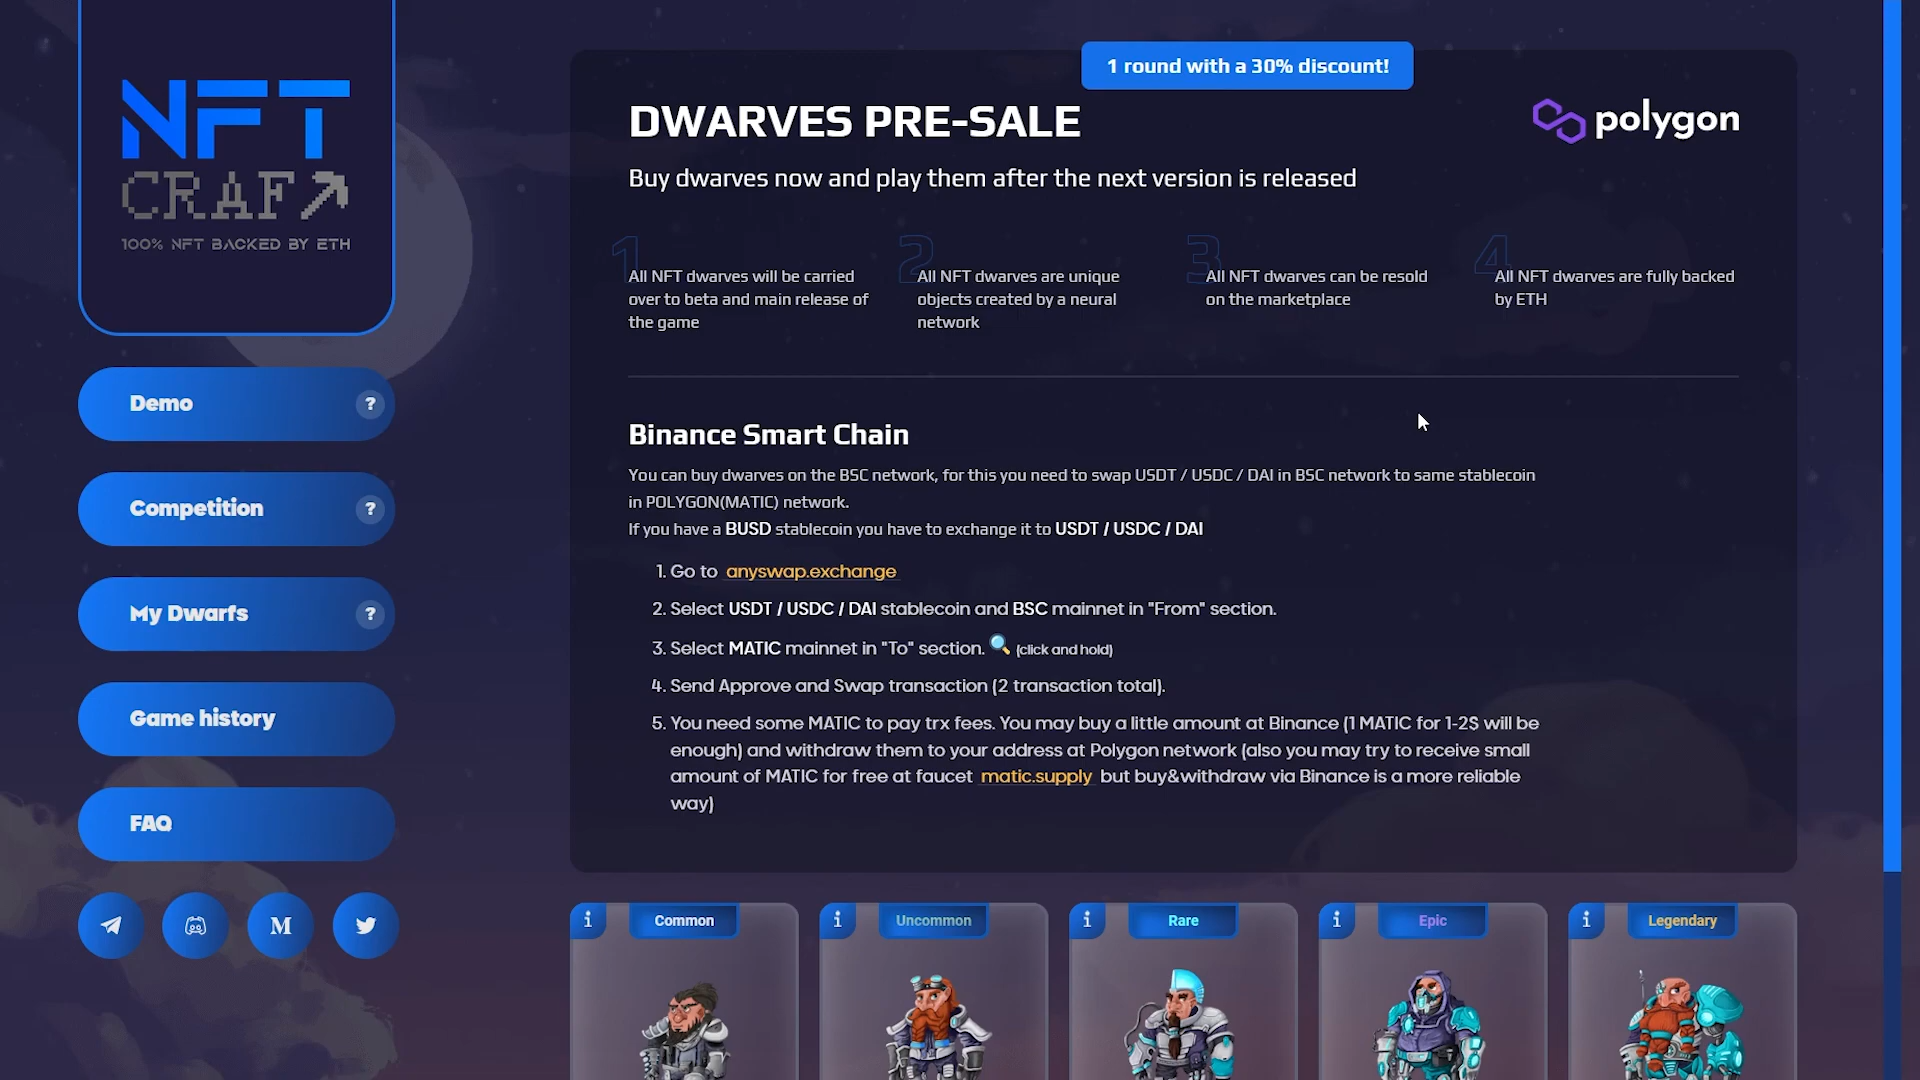 NFT
CRAF
100% NFT BACKED BY ETH
Demo ?
Competition ?
My Dwarfs ?
Game history
FAQ
M
1 round with a 30% discount!
DWARVES PRE-SALE
polygon
Buy dwarves now and play them after the next version is released
1
All NFT dwarves will be carried
over to beta and main release of
the game
2
All NFT dwarves are unique
objects created by a neural
network
3
All NFT dwarves can be resold
on the marketplace
4
All NFT dwarves are fully backed
by ETH
Binance Smart Chain
You can buy dwarves on the BSC network, for this you need to swap USDT / USDC / DAI in BSC network to same stablecoin
in POLYGON(MATIC) network.
If you have a BUSD stablecoin you have to exchange it to USDT / USDC / DAI
1. Go to anyswap.exchange
2. Select USDT / USDC / DAI stablecoin and BSC mainnet in "From" section.
3. Select MATIC mainnet in "To" section. (click and hold)
4. Send Approve and Swap transaction (2 transaction total).
5. You need some MATIC to pay trx fees. You may buy a little amount at Binance (1 MATIC for 1-2$ will be
enough) and withdraw them to your address at Polygon network (also you may try to receive small
amount of MATIC for free at faucet matic.supply but buy&withdraw via Binance is a more reliable
way)
i Common
i Uncommon
i Rare
i Epic
i Legendary